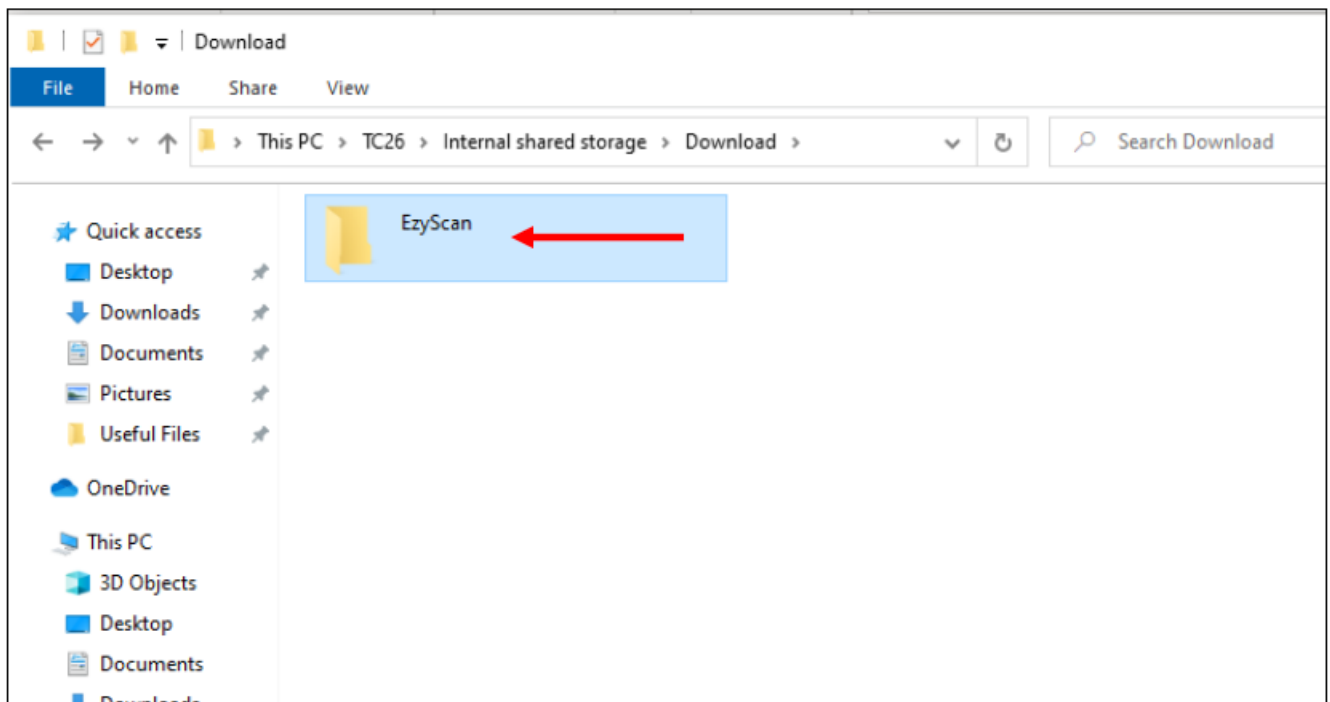 Download
File Home Share View
This PC > TC26 > Internal shared storage > Download >
Search Download
Quick access
Desktop
Downloads
Documents
Pictures
Useful Files
OneDrive
This PC
3D Objects
Desktop
Documents
Downloads
EzyScan